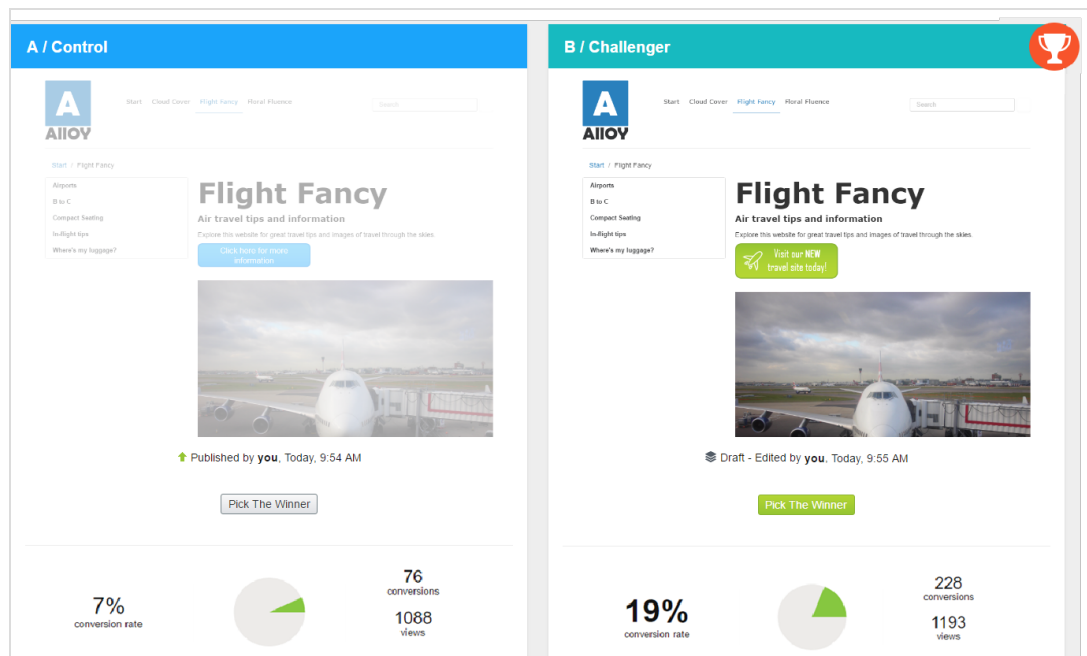 A / Control
A
AllOY
Start Cloud Cover Flight Fancy Floral Fluence
Search
Start / Flight Fancy
Airports
B to C
Compact Seating
In-flight tips
Where's my luggage?
Flight Fancy
Air travel tips and information
Explore this website for great travel tips and images of travel through the skies.
Click here for more
information
Published by you, Today, 9:54 AM
Pick The Winner
7%
conversion rate
76
conversions
1088
views
B / Challenger
A
AllOY
Start Cloud Cover Flight Fancy Floral Fluence
Search
Start / Flight Fancy
Airports
B to C
Compact Seating
In-flight tips
Where's my luggage?
Flight Fancy
Air travel tips and information
Explore this website for great travel tips and images of travel through the skies.
Visit our NEW
travel site today!
Draft - Edited by you, Today, 9:55 AM
Pick The Winner
19%
conversion rate
228
conversions
1193
views